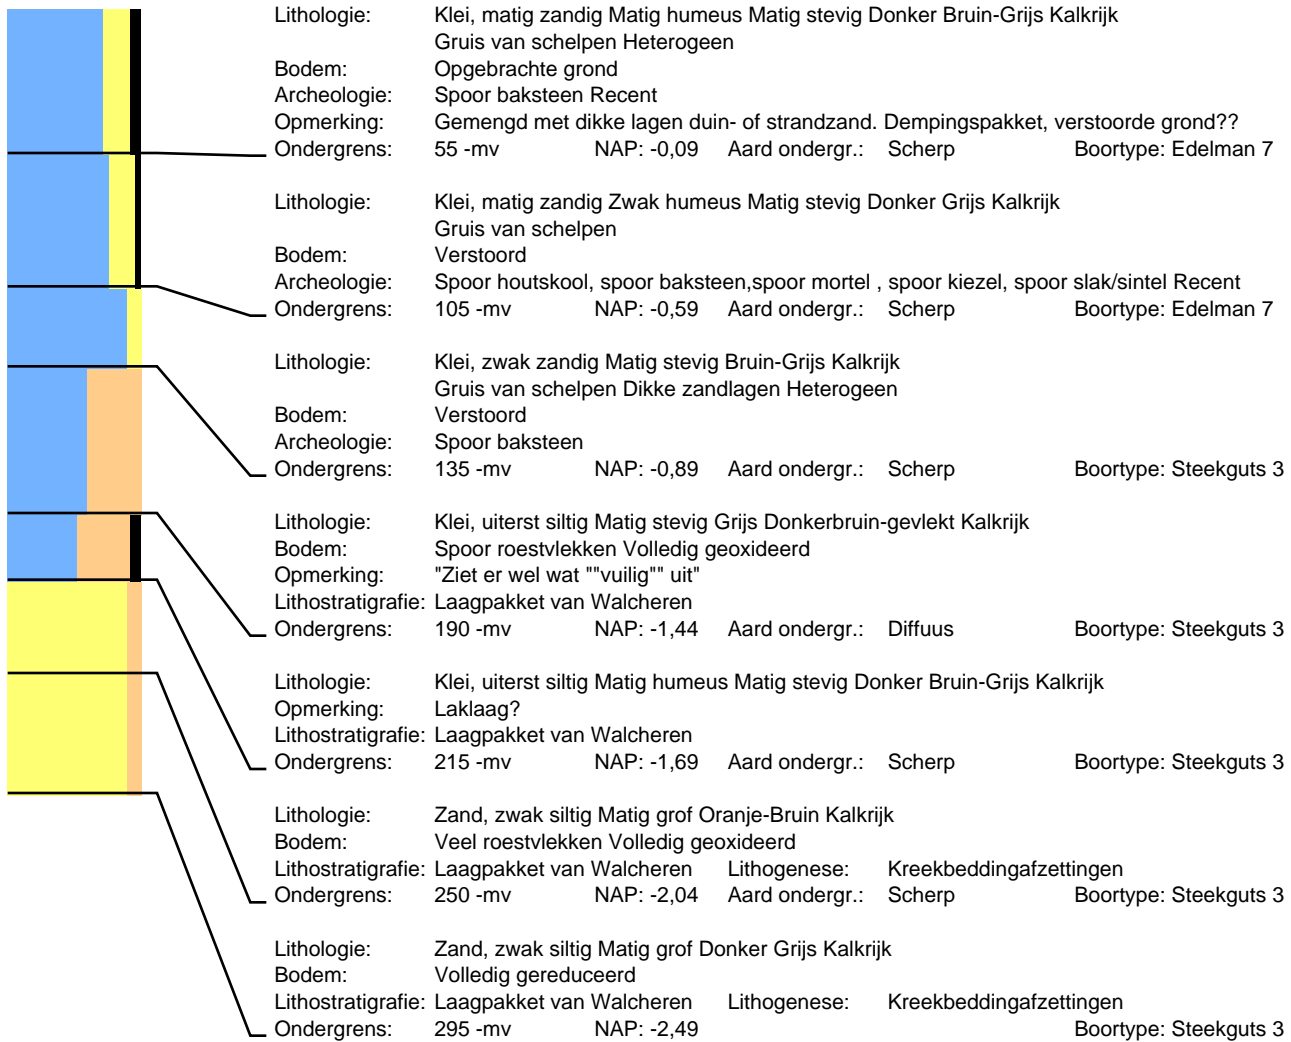 Lithologie: Klei, matig zandig Matig humeus Matig stevig Donker Bruin-Grijs Kalkrijk
Gruis van schelpen Heterogeen
Bodem: Opgebrachte grond
Archeologie: Spoor baksteen Recent
Opmerking: Gemengd met dikke lagen duin- of strandzand. Dempingspakket, verstoorde grond??
Ondergrens: 55 -mv NAP: -0,09 Aard ondergr.: Scherp Boortype: Edelman 7
Lithologie: Klei, matig zandig Zwak humeus Matig stevig Donker Grijs Kalkrijk
Gruis van schelpen
Bodem: Verstoord
Archeologie: Spoor houtskool, spoor baksteen,spoor mortel , spoor kiezel, spoor slak/sintel Recent
Ondergrens: 105 -mv NAP: -0,59 Aard ondergr.: Scherp Boortype: Edelman 7
Lithologie: Klei, zwak zandig Matig stevig Bruin-Grijs Kalkrijk
Gruis van schelpen Dikke zandlagen Heterogeen
Bodem: Verstoord
Archeologie: Spoor baksteen
Ondergrens: 135 -mv NAP: -0,89 Aard ondergr.: Scherp Boortype: Steekguts 3
Lithologie: Klei, uiterst siltig Matig stevig Grijs Donkerbruin-gevlekt Kalkrijk
Bodem: Spoor roestvlekken Volledig geoxideerd
Opmerking: "Ziet er wel wat ""vuilig"" uit"
Lithostratigrafie: Laagpakket van Walcheren
Ondergrens: 190 -mv NAP: -1,44 Aard ondergr.: Diffuus Boortype: Steekguts 3
Lithologie: Klei, uiterst siltig Matig humeus Matig stevig Donker Bruin-Grijs Kalkrijk
Opmerking: Laklaag?
Lithostratigrafie: Laagpakket van Walcheren
Ondergrens: 215 -mv NAP: -1,69 Aard ondergr.: Scherp Boortype: Steekguts 3
Lithologie: Zand, zwak siltig Matig grof Oranje-Bruin Kalkrijk
Bodem: Veel roestvlekken Volledig geoxideerd
Lithostratigrafie: Laagpakket van Walcheren Lithogenese: Kreekbeddingafzettingen
Ondergrens: 250 -mv NAP: -2,04 Aard ondergr.: Scherp Boortype: Steekguts 3
Lithologie: Zand, zwak siltig Matig grof Donker Grijs Kalkrijk
Bodem: Volledig gereduceerd
Lithostratigrafie: Laagpakket van Walcheren Lithogenese: Kreekbeddingafzettingen
Ondergrens: 295 -mv NAP: -2,49 Boortype: Steekguts 3